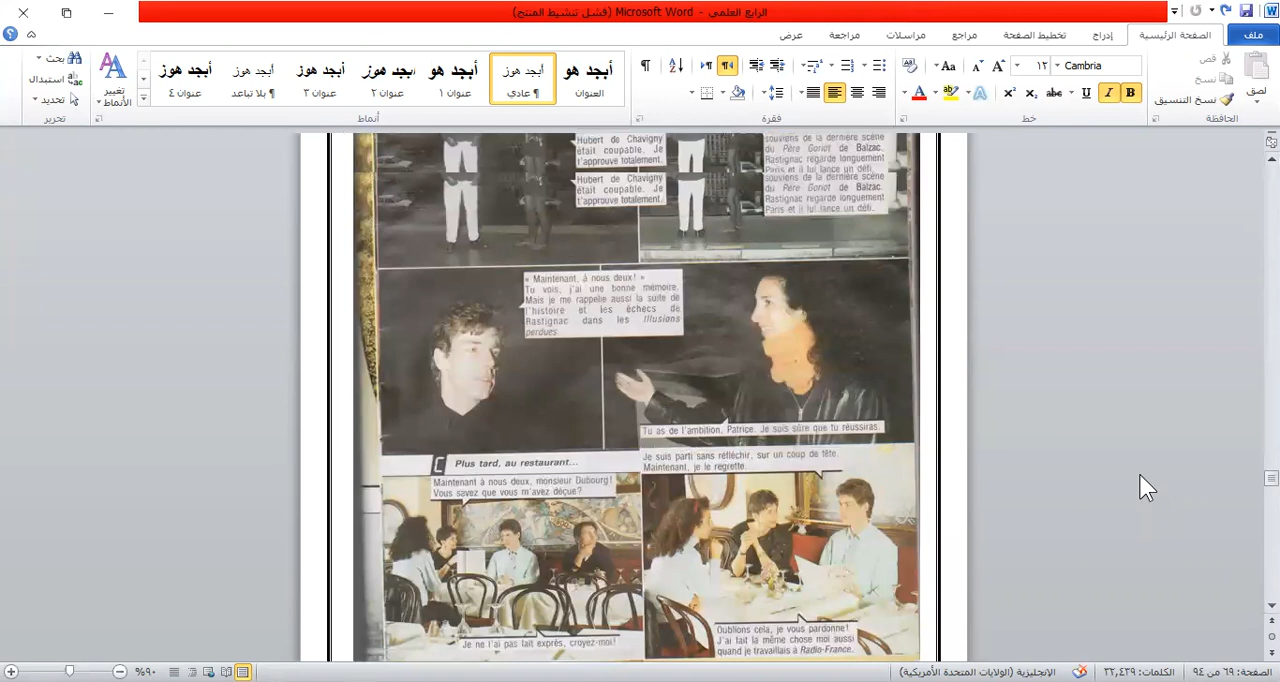 الرابع العلمي - Microsoft Word (فشل تنشيط المنتج)
ملف
الصفحة الرئيسية
إدراج
تخطيط الصفحة
مراجع
مراسلات
مراجعة
عرض
لصق
قص
نسخ
نسخ التنسيق
الحافظة
Cambria
١٢
خط
فقرة
أبجد هو
العنوان
أبجد هوز
¶ عادي
أبجد هو
عنوان ١
أبجد هوز
عنوان ٢
أبجد هوز
عنوان ٣
أبجد هوز
¶ بلا تباعد
أبجد هوز
عنوان ٤
تغيير
الأنماط
أنماط
بحث
استبدال
تحديد
تحرير
Hubert de Chavigny
était coupable. Je
t'approuve totalement.
Hubert de Chavigny
était coupable. Je
t'approuve totalement.
souviens de la dernière scène
du Père Goriot de Balzac.
Rastignac regarde longuement
Paris et il lui lance un défi.
souviens de la dernière scène
du Père Goriot de Balzac.
Rastignac regarde longuement
Paris et il lui lance un défi.
« Maintenant, à nous deux! »
Tu vois, j'ai une bonne mémoire.
Mais je me rappelle aussi la suite de
l'histoire et les échecs de
Rastignac dans les Illusions
perdues.
Tu as de l'ambition, Patrice. Je suis sûre que tu réussiras.
C Plus tard, au restaurant...
Maintenant à nous deux, monsieur Dubourg!
Vous savez que vous m'avez déçue?
Je ne l'ai pas fait exprès, croyez-moi!
Je suis parti sans réfléchir, sur un coup de tête.
Maintenant, je le regrette.
Oublions cela, je vous pardonne!
J'ai fait la même chose moi aussi
quand je travaillais à Radio-France.
الصفحة: ٦٩ من ٩٤
الكلمات: ٣٢,٤٣٩
الإنجليزية (الولايات المتحدة الأمريكية)
٩٠%